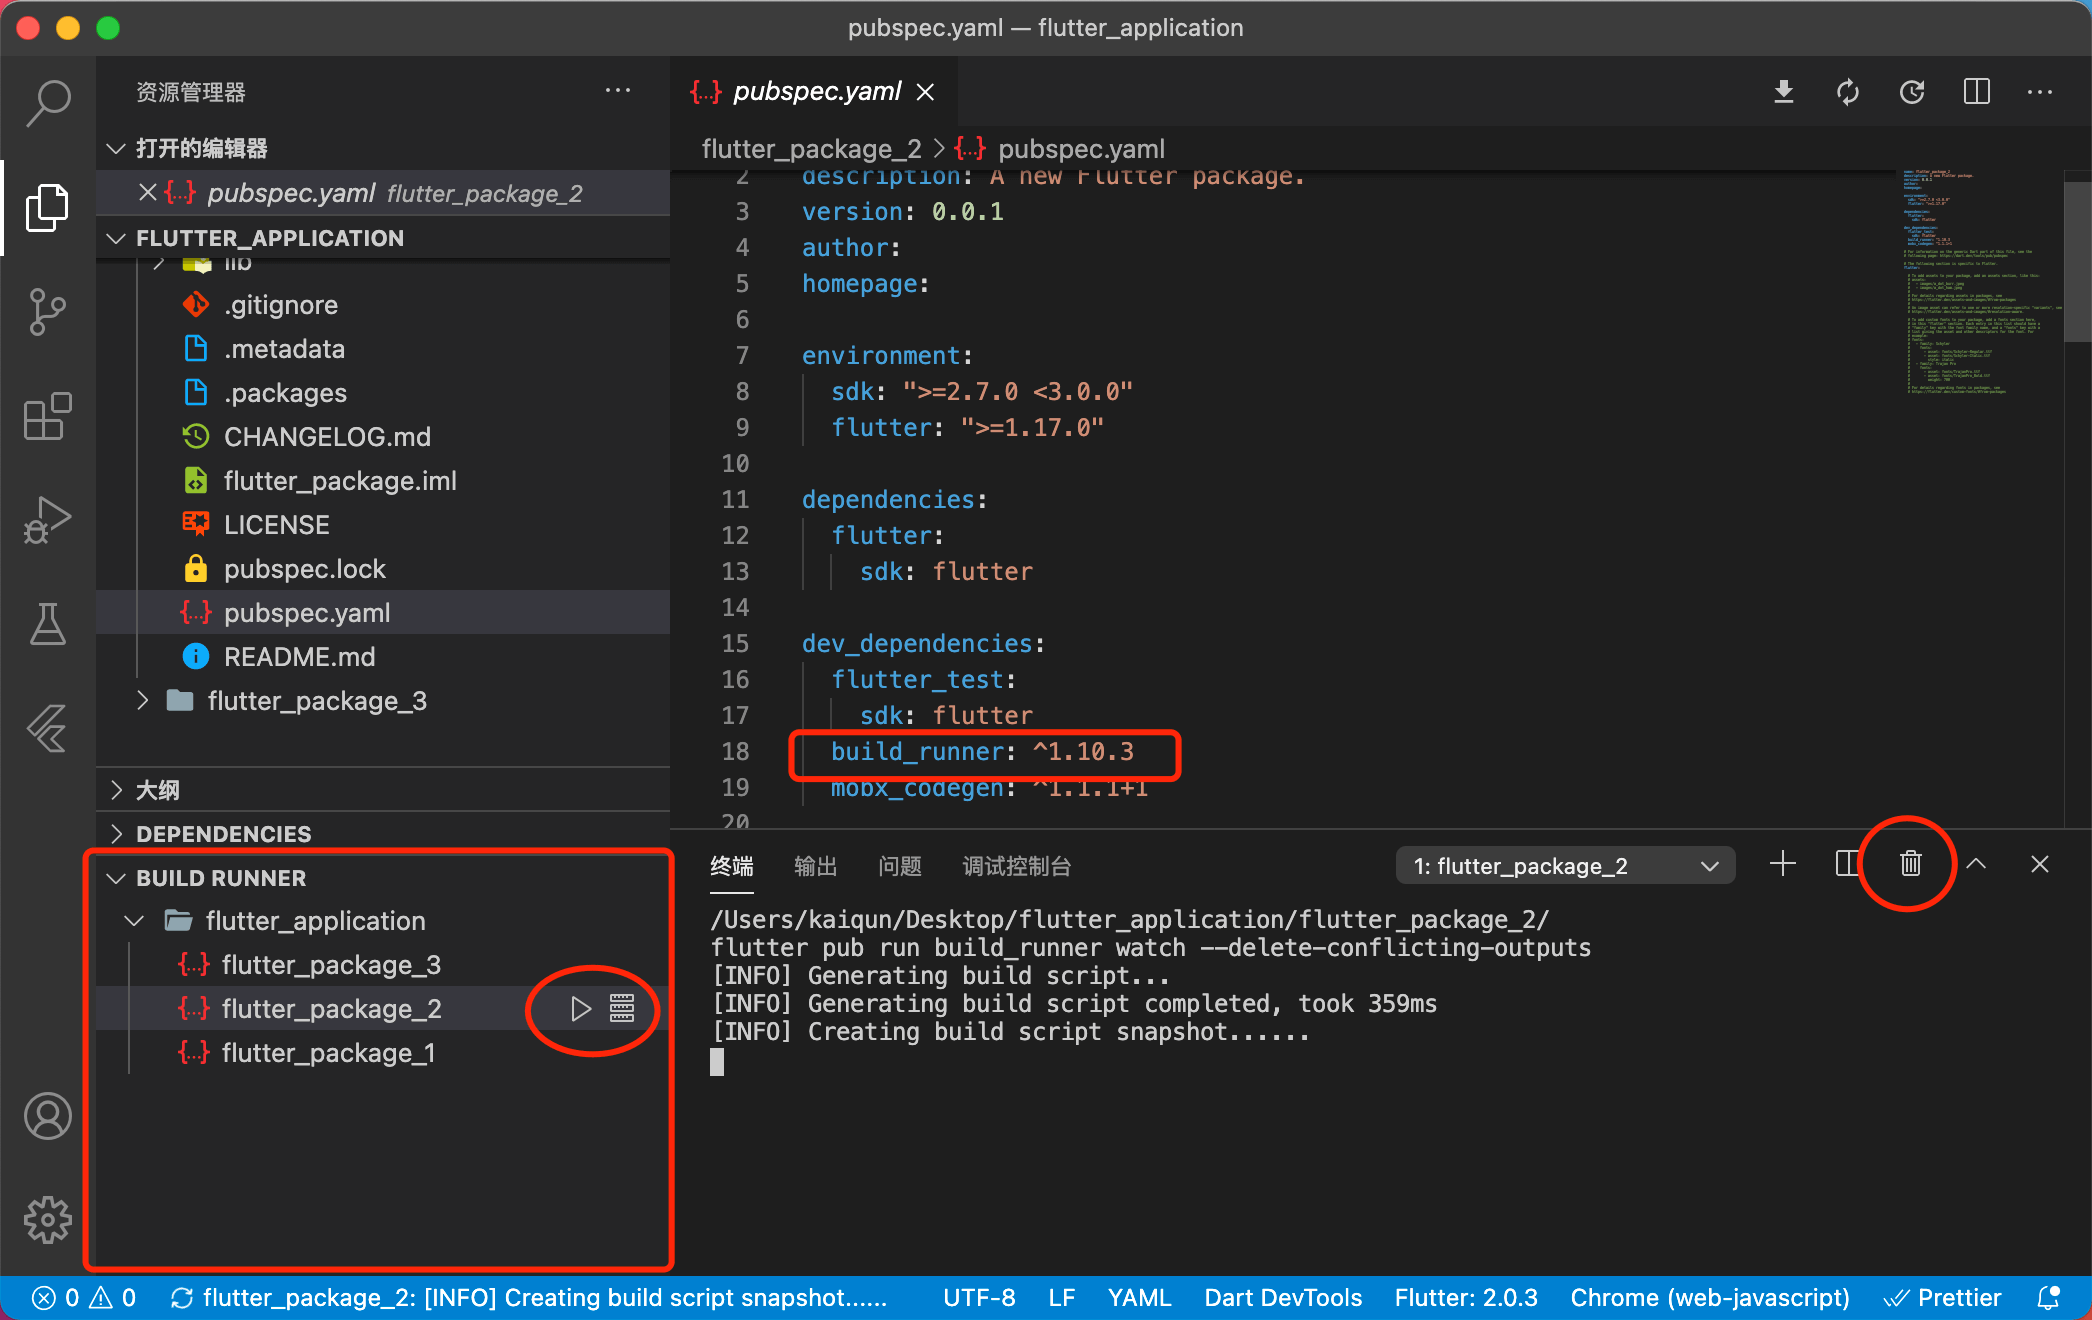 pubspec.yaml — flutter_application
资源管理器
打开的编辑器
pubspec.yaml flutter_package_2
FLUTTER_APPLICATION
lib
.gitignore
.metadata
.packages
CHANGELOG.md
flutter_package.iml
LICENSE
pubspec.lock
pubspec.yaml
README.md
flutter_package_3
大纲
DEPENDENCIES
BUILD RUNNER
flutter_application
flutter_package_3
flutter_package_2
flutter_package_1
pubspec.yaml
flutter_package_2 > pubspec.yaml
2 description: A new Flutter package.
3 version: 0.0.1
4 author:
5 homepage:
6
7 environment:
8 sdk: ">=2.7.0 <3.0.0"
9 flutter: ">=1.17.0"
10
11 dependencies:
12 flutter:
13 sdk: flutter
14
15 dev_dependencies:
16 flutter_test:
17 sdk: flutter
18 build_runner: ^1.10.3
19 mobx_codegen: ^1.1.1+1
20
终端 输出 问题 调试控制台 1: flutter_package_2
/Users/kaiqun/Desktop/flutter_application/flutter_package_2/
flutter pub run build_runner watch --delete-conflicting-outputs
[INFO] Generating build script...
[INFO] Generating build script completed, took 359ms
[INFO] Creating build script snapshot......
0 0 flutter_package_2: [INFO] Creating build script snapshot...... UTF-8 LF YAML Dart DevTools Flutter: 2.0.3 Chrome (web-javascript) Prettier